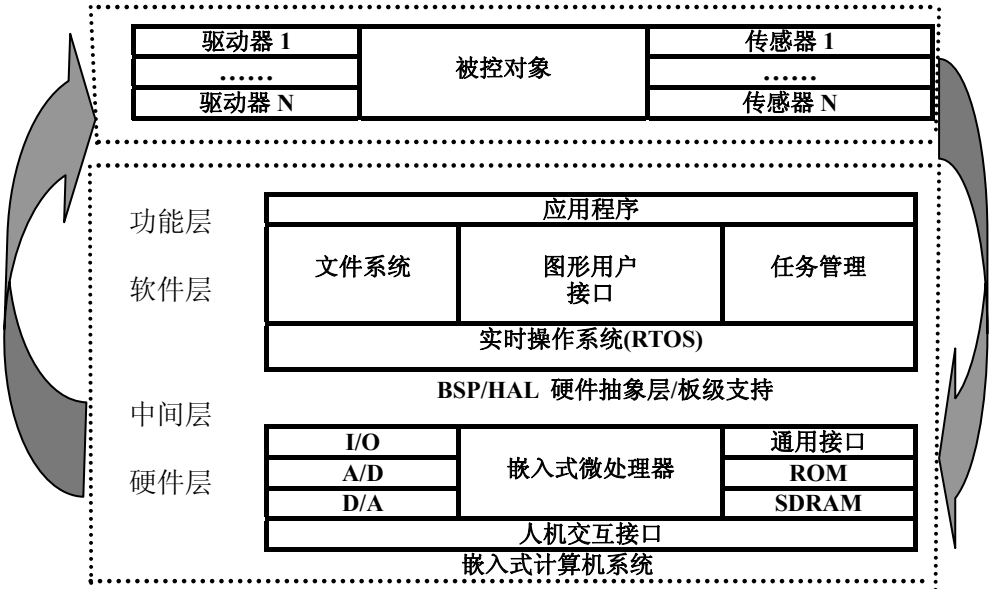 驱动器 1
……
驱动器 N
被控对象
传感器 1
……
传感器 N
功能层
软件层
中间层
硬件层
应用程序
文件系统
图形用户
接口
任务管理
实时操作系统(RTOS)
BSP/HAL 硬件抽象层/板级支持
I/O
A/D
D/A
嵌入式微处理器
通用接口
ROM
SDRAM
人机交互接口
嵌入式计算机系统